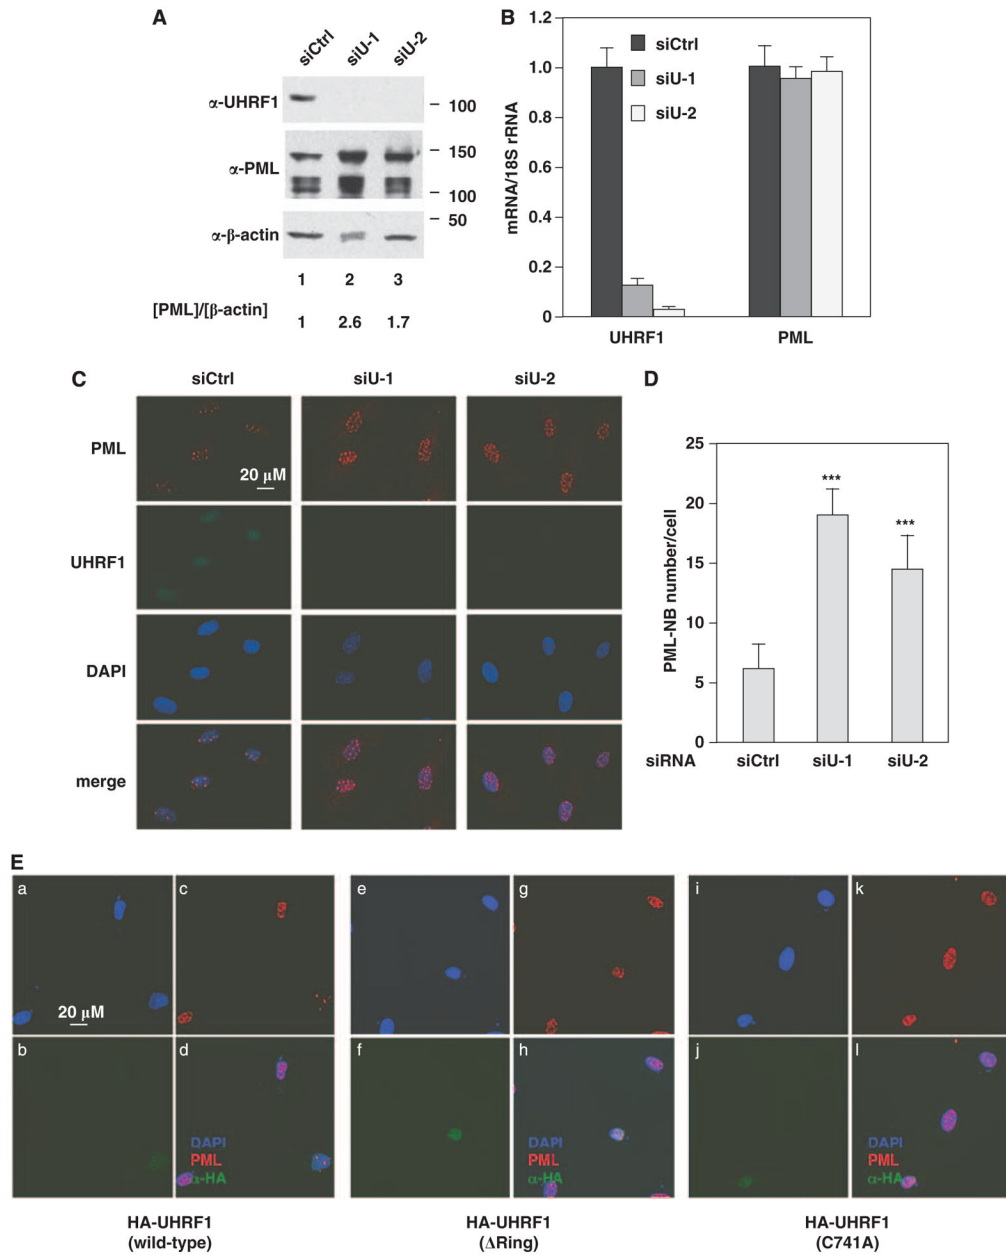 A
siCtrl siU-1 siU-2
α-UHRF1
100
α-PML
150
100
α-β-actin
50
1 2 3
[PML]/[β-actin]
1 2.6 1.7
B
mRNA/18S rRNA
1.2
1.0
0.8
0.6
0.4
0.2
0
siCtrl
siU-1
siU-2
UHRF1 PML
C
siCtrl siU-1 siU-2
PML
20 μM
UHRF1
DAPI
merge
D
PML-NB number/cell
25
20
15
10
5
0
***
***
siRNA siCtrl siU-1 siU-2
E
a c e g i k
20 μM
b d f h j l
DAPI DAPI DAPI
PML PML PML
α-HA α-HA α-HA
HA-UHRF1 HA-UHRF1 HA-UHRF1
(wild-type) (ΔRing) (C741A)